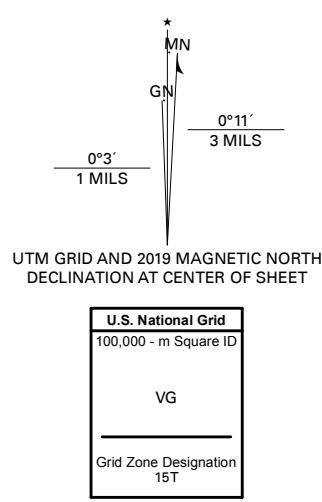 MN
GN
0°11´
3 MILS
0°3´
1 MILS
UTM GRID AND 2019 MAGNETIC NORTH
DECLINATION AT CENTER OF SHEET
U.S. National Grid
100,000 - m Square ID
VG
Grid Zone Designation
15T